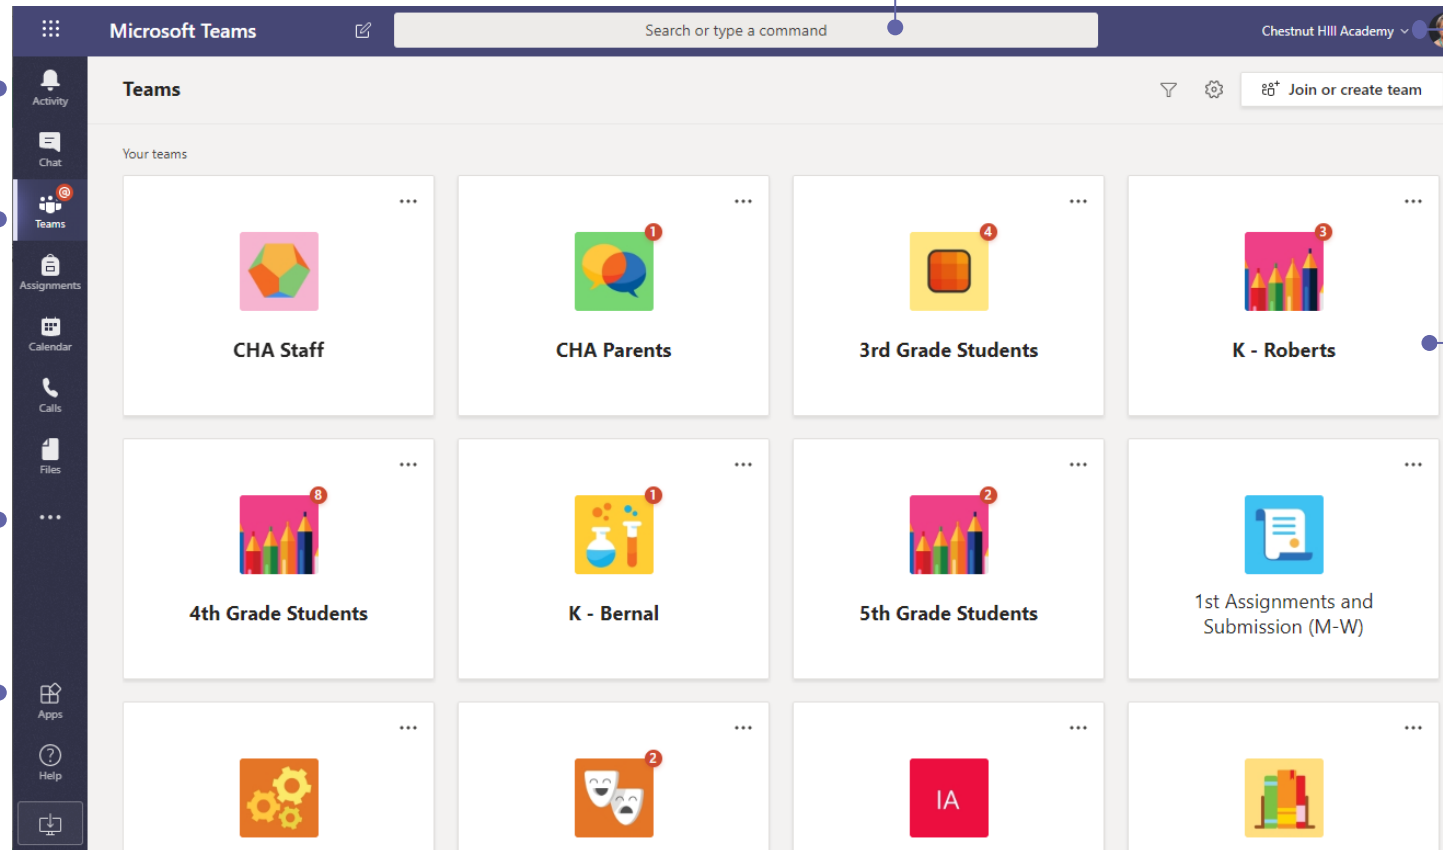 Microsoft Teams
Search or type a command
Chestnut HIll Academy
Activity
Chat
@
Teams
Assignments
Calendar
Calls
Files
Apps
?
Help
Teams
Join or create team
Your teams
CHA Staff
1
CHA Parents
4
3rd Grade Students
3
K - Roberts
8
4th Grade Students
1
K - Bernal
2
5th Grade Students
1st Assignments and
Submission (M-W)
2
IA